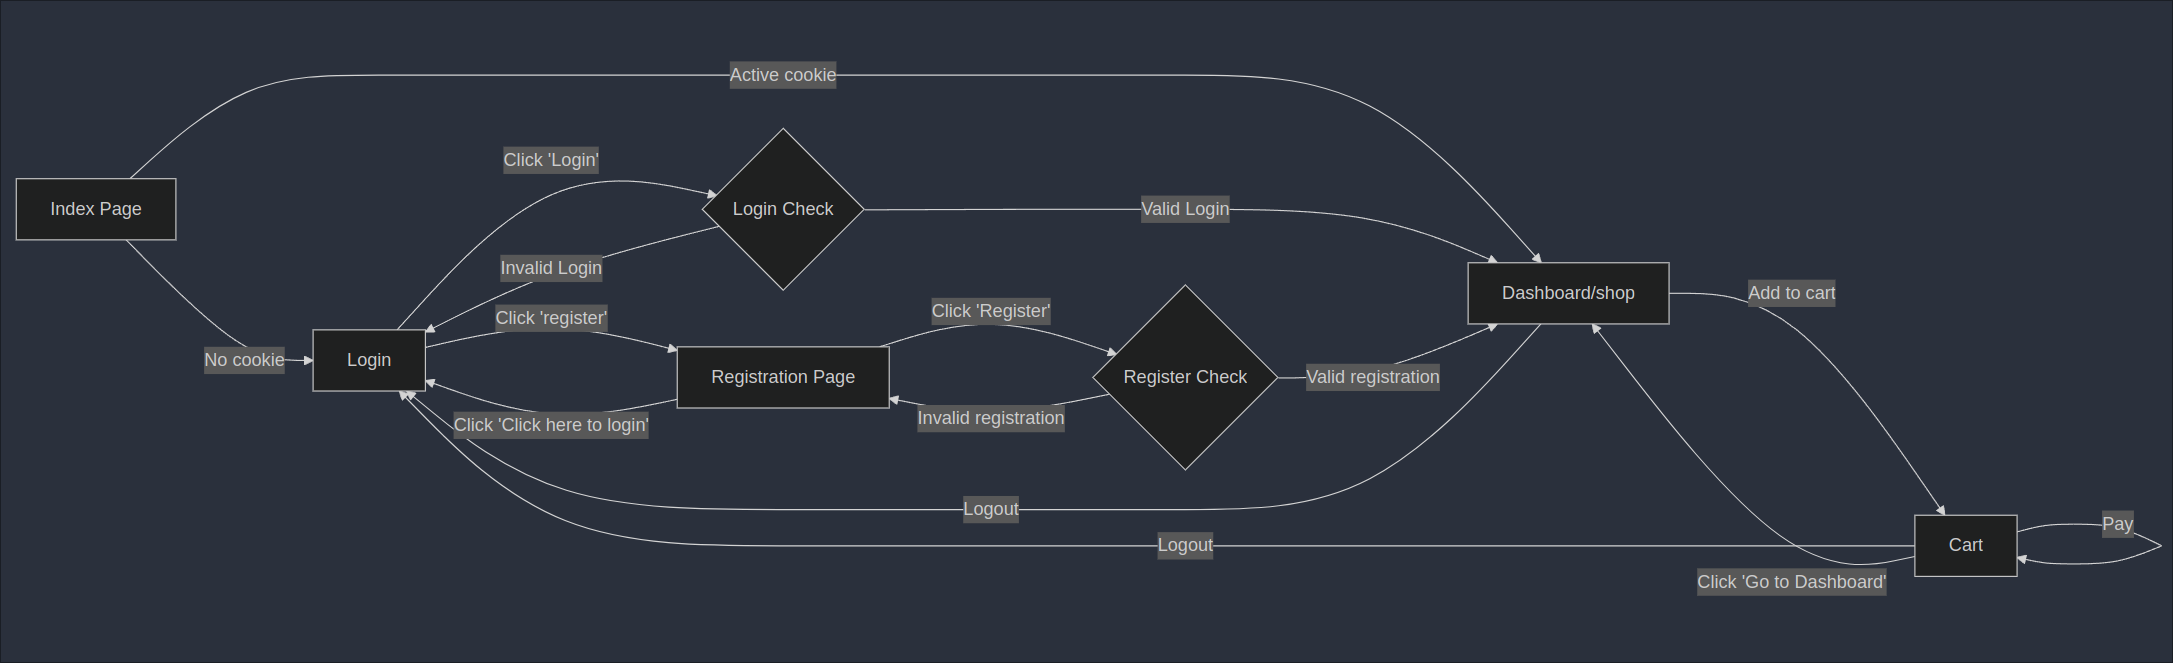 Active cookie
Click 'Login'
Index Page
Login Check
Valid Login
Invalid Login
Click 'register'
Click 'Register'
Dashboard/shop
Add to cart
No cookie
Login
Registration Page
Register Check
Valid registration
Click 'Click here to login'
Invalid registration
Logout
Logout
Cart
Pay
Click 'Go to Dashboard'